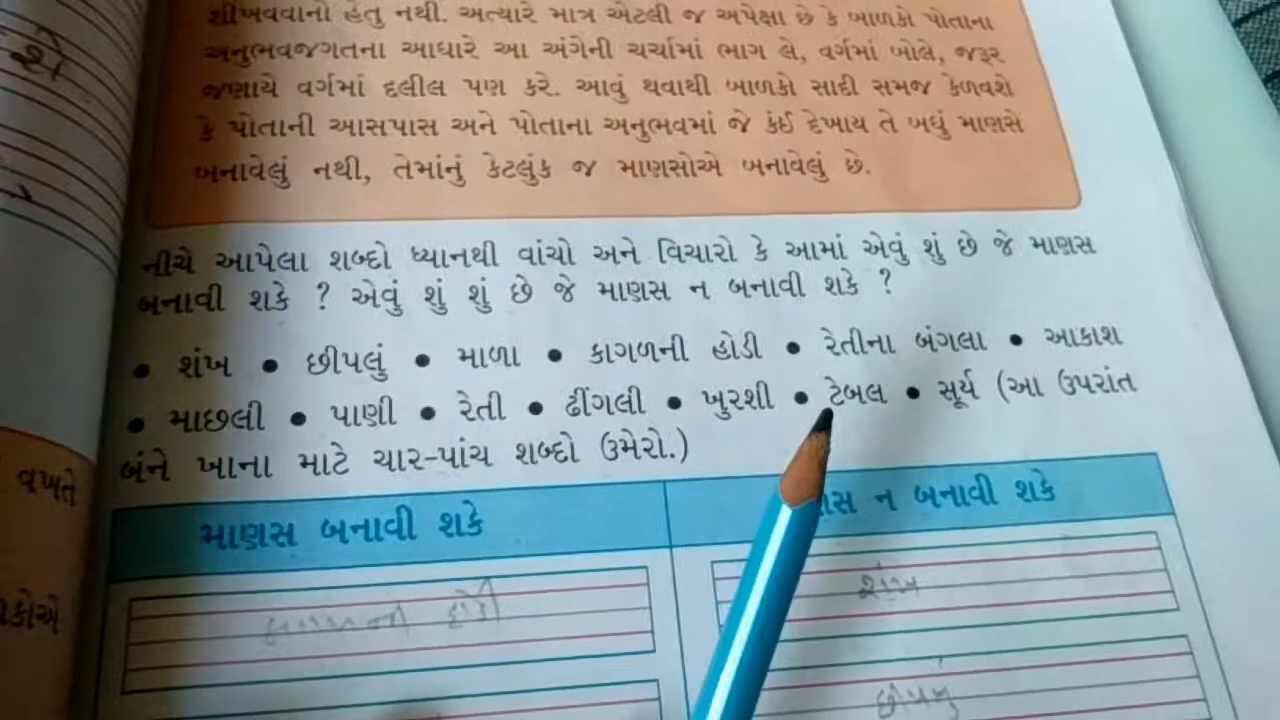 શીખવવાનો હેતુ નથી. અત્યારે માત્ર એટલી જ અપેક્ષા છે કે બાળકો પોતાના
અનુભવજગતના આધારે આ અંગેની ચર્ચામાં ભાગ લે, વર્ગમાં બોલે, જરૂર
જણાયે વર્ગમાં દલીલ પણ કરે. આવું થવાથી બાળકો સાદી સમજ કેળવશે
કે પોતાની આસપાસ અને પોતાના અનુભવમાં જે કંઈ દેખાય તે બધું માણસે
બનાવેલું નથી, તેમાંનું કેટલુંક જ માણસોએ બનાવેલું છે.
નીચે આપેલા શબ્દો ધ્યાનથી વાંચો અને વિચારો કે આમાં એવું શું છે જે માણસ
બનાવી શકે ? એવું શું શું છે જે માણસ ન બનાવી શકે ?
• શંખ • છીપલું • માળા • કાગળની હોડી • રેતીના બંગલા • આકાશ
• માછલી • પાણી • રેતી • ઢીંગલી • ખુરશી • ટેબલ • સૂર્ય (આ ઉપરાંત
બંને ખાના માટે ચાર-પાંચ શબ્દો ઉમેરો.)
માણસ બનાવી શકે
ન બનાવી શકે
હોડી
શંખ
વખતે